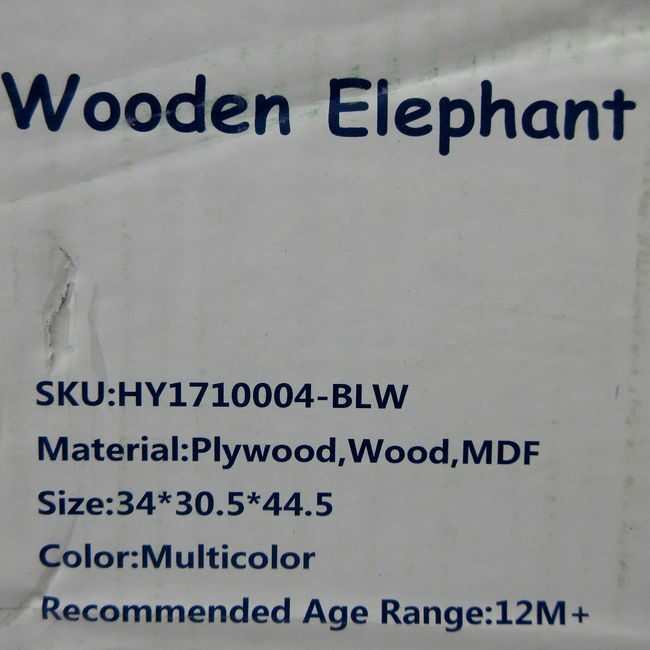 Wooden Elephant
SKU:HY1710004-BLW
Material:Plywood,Wood,MDF
Size:34*30.5*44.5
Color:Multicolor
Recommended Age Range:12M+